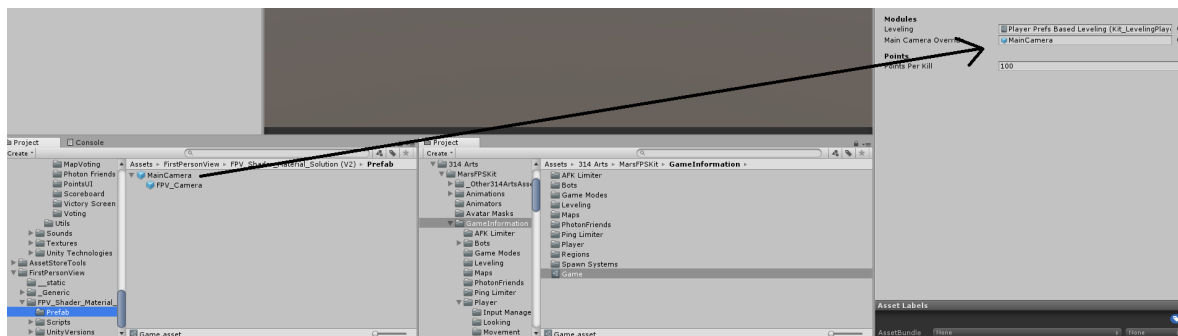 Modules
Leveling
Player Prefs Based Leveling (Kit_LevelingPlaye
Main Camera Overri
MainCamera
Points
Points Per Kill
100
Project
Console
Create
MapVoting
Photon Friends
PointsUI
Scoreboard
Victory Screen
Voting
Utils
Sounds
Textures
Unity Technologies
AssetStoreTools
FirstPersonView
__static
_Generic
FPV_Shader_Material_
Prefab
Scripts
UnityVersions
Assets FirstPersonView FPV_Shader_Material_Solution (V2) Prefab
MainCamera
FPV_Camera
Game.asset
Project
Create
314 Arts
MarsFPSKit
_Other314ArtsAsse
Animations
Animators
Avatar Masks
GameInformation
AFK Limiter
Bots
Game Modes
Leveling
Maps
PhotonFriends
Ping Limiter
Player
Input Manage
Looking
Movement
Assets 314 Arts MarsFPSKit GameInformation
AFK Limiter
Bots
Game Modes
Leveling
Maps
PhotonFriends
Ping Limiter
Player
Regions
Spawn Systems
Game
Game.asset
Asset Labels
AssetBundle
None
None